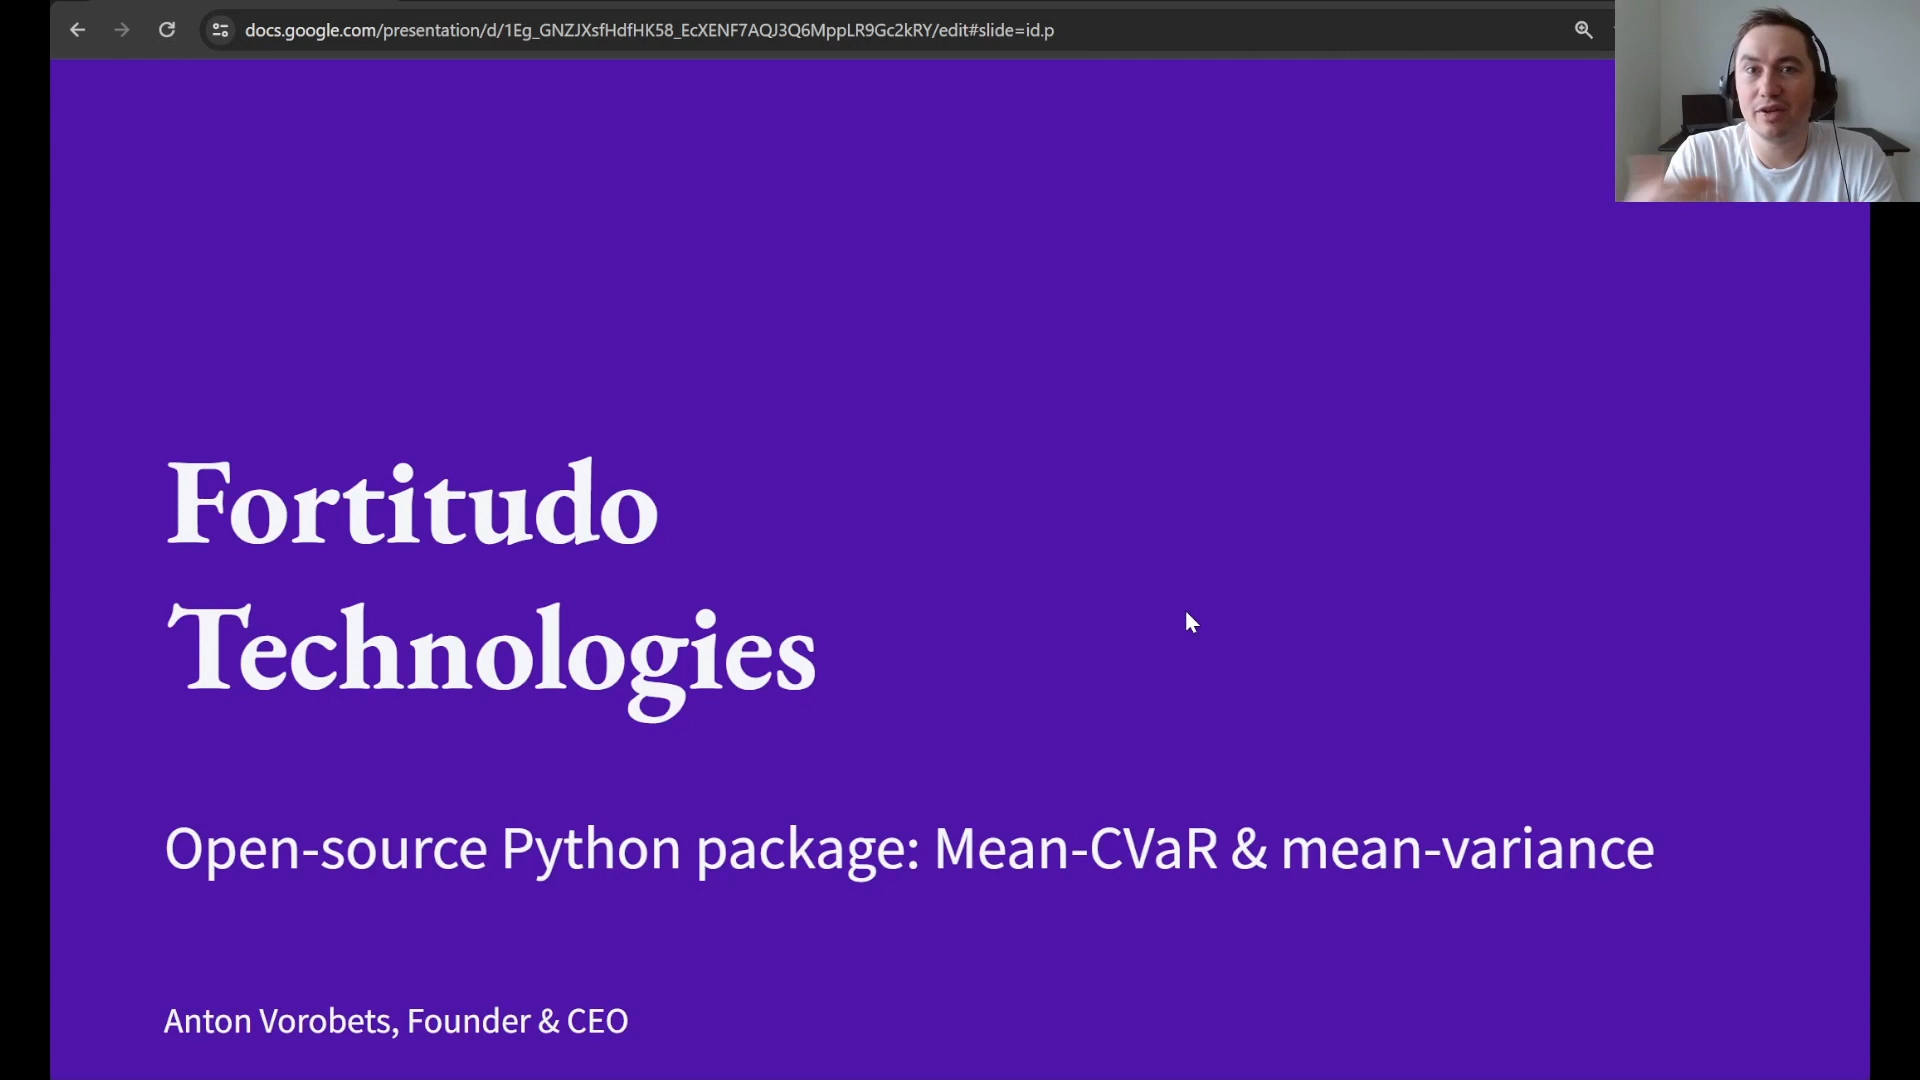 docs.google.com/presentation/d/1Eg_GNZJXsfHdfHK58_EcXENF7AQJ3Q6MppLR9Gc2kRY/edit#slide=id.p
Fortitudo
Technologies
Open-source Python package: Mean-CVaR & mean-variance
Anton Vorobets, Founder & CEO